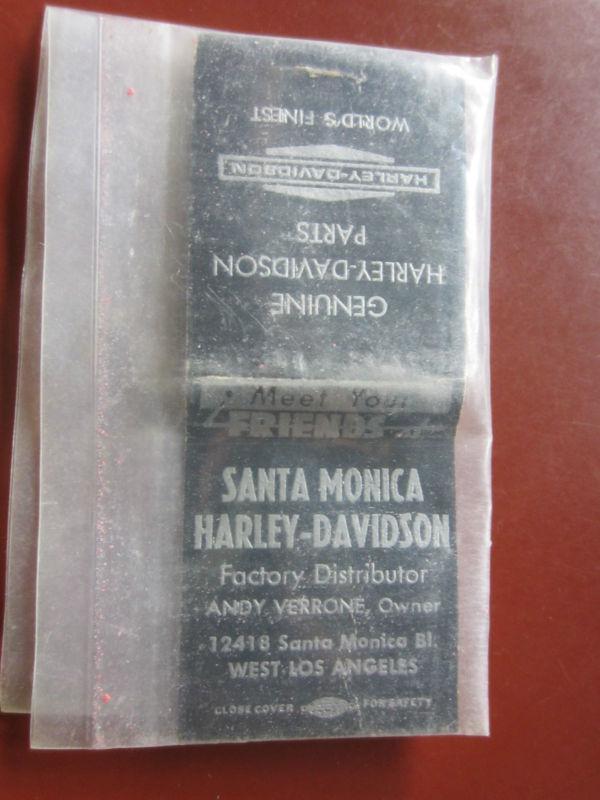 WORLD'S FINEST
HARLEY-DAVIDSON
PARTS
HARLEY-DAVIDSON
GENUINE
Meet Your
FRIENDS
SANTA MONICA
HARLEY-DAVIDSON
Factory Distributor
ANDY VERRONE, Owner
12418 Santa Monica Bl.
WEST LOS ANGELES
CLOSE COVER FOR SAFETY